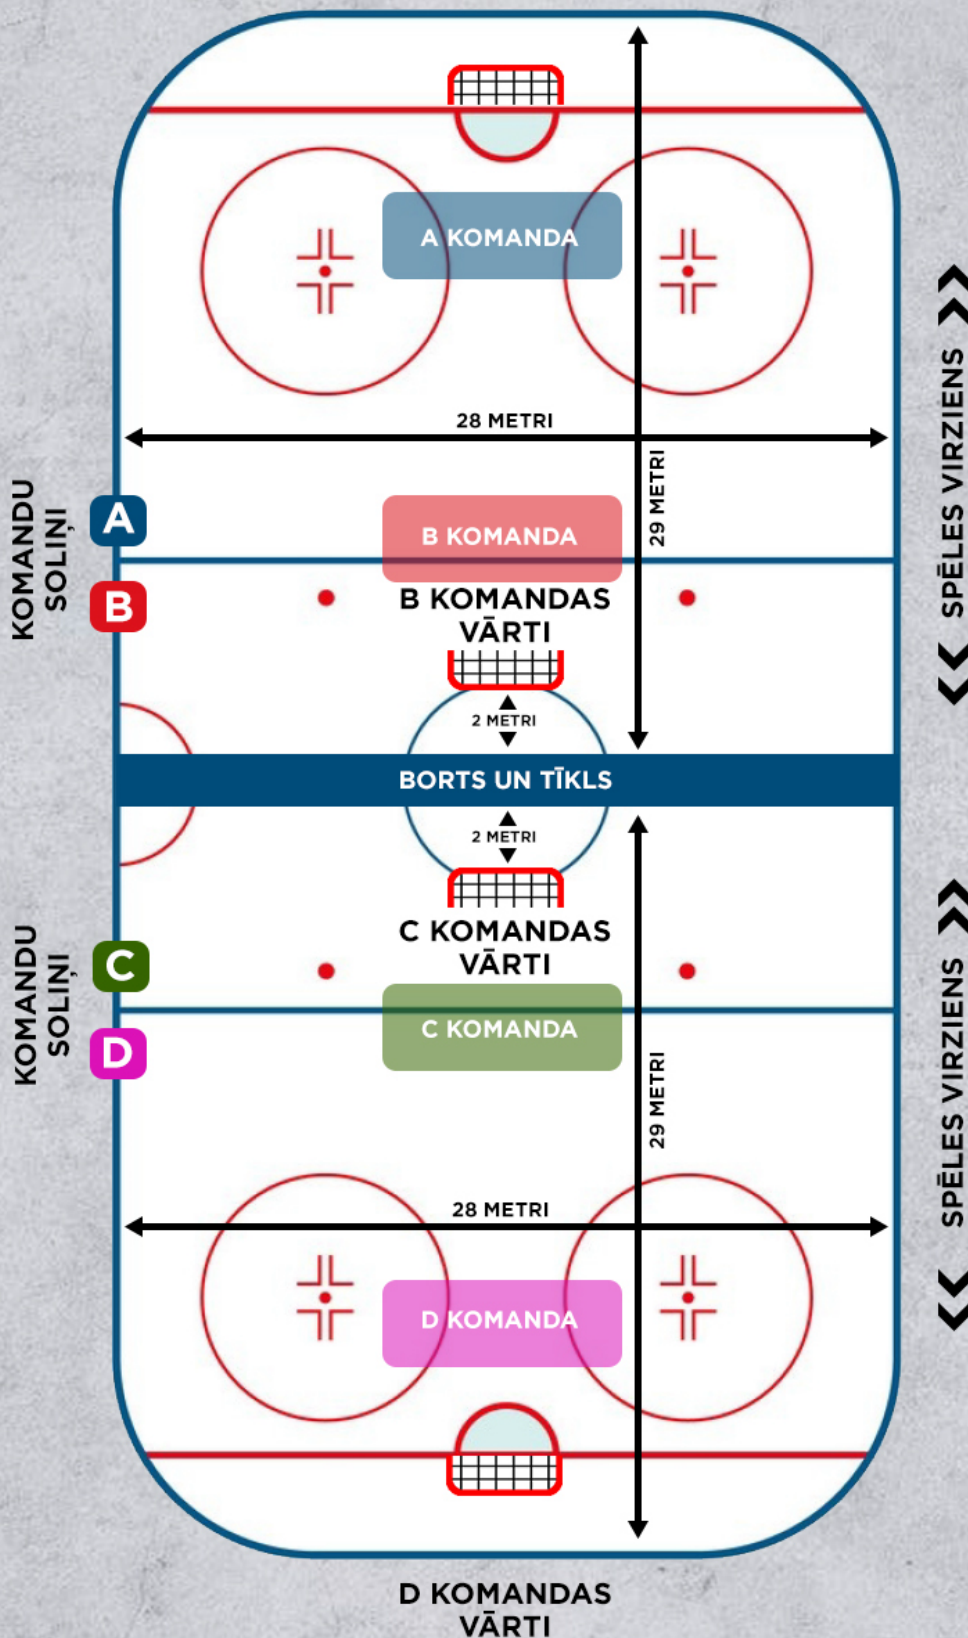 A KOMANDA
28 METRI
29 METRI
SPĒLES VIRZIENS
KOMANDU
SOLIŅI
A
B
B KOMANDA
B KOMANDAS
VĀRTI
2 METRI
BORTS UN TĪKLS
2 METRI
C KOMANDAS
VĀRTI
KOMANDU
SOLIŅI
C
D
C KOMANDA
29 METRI
SPĒLES VIRZIENS
28 METRI
D KOMANDA
D KOMANDAS
VĀRTI